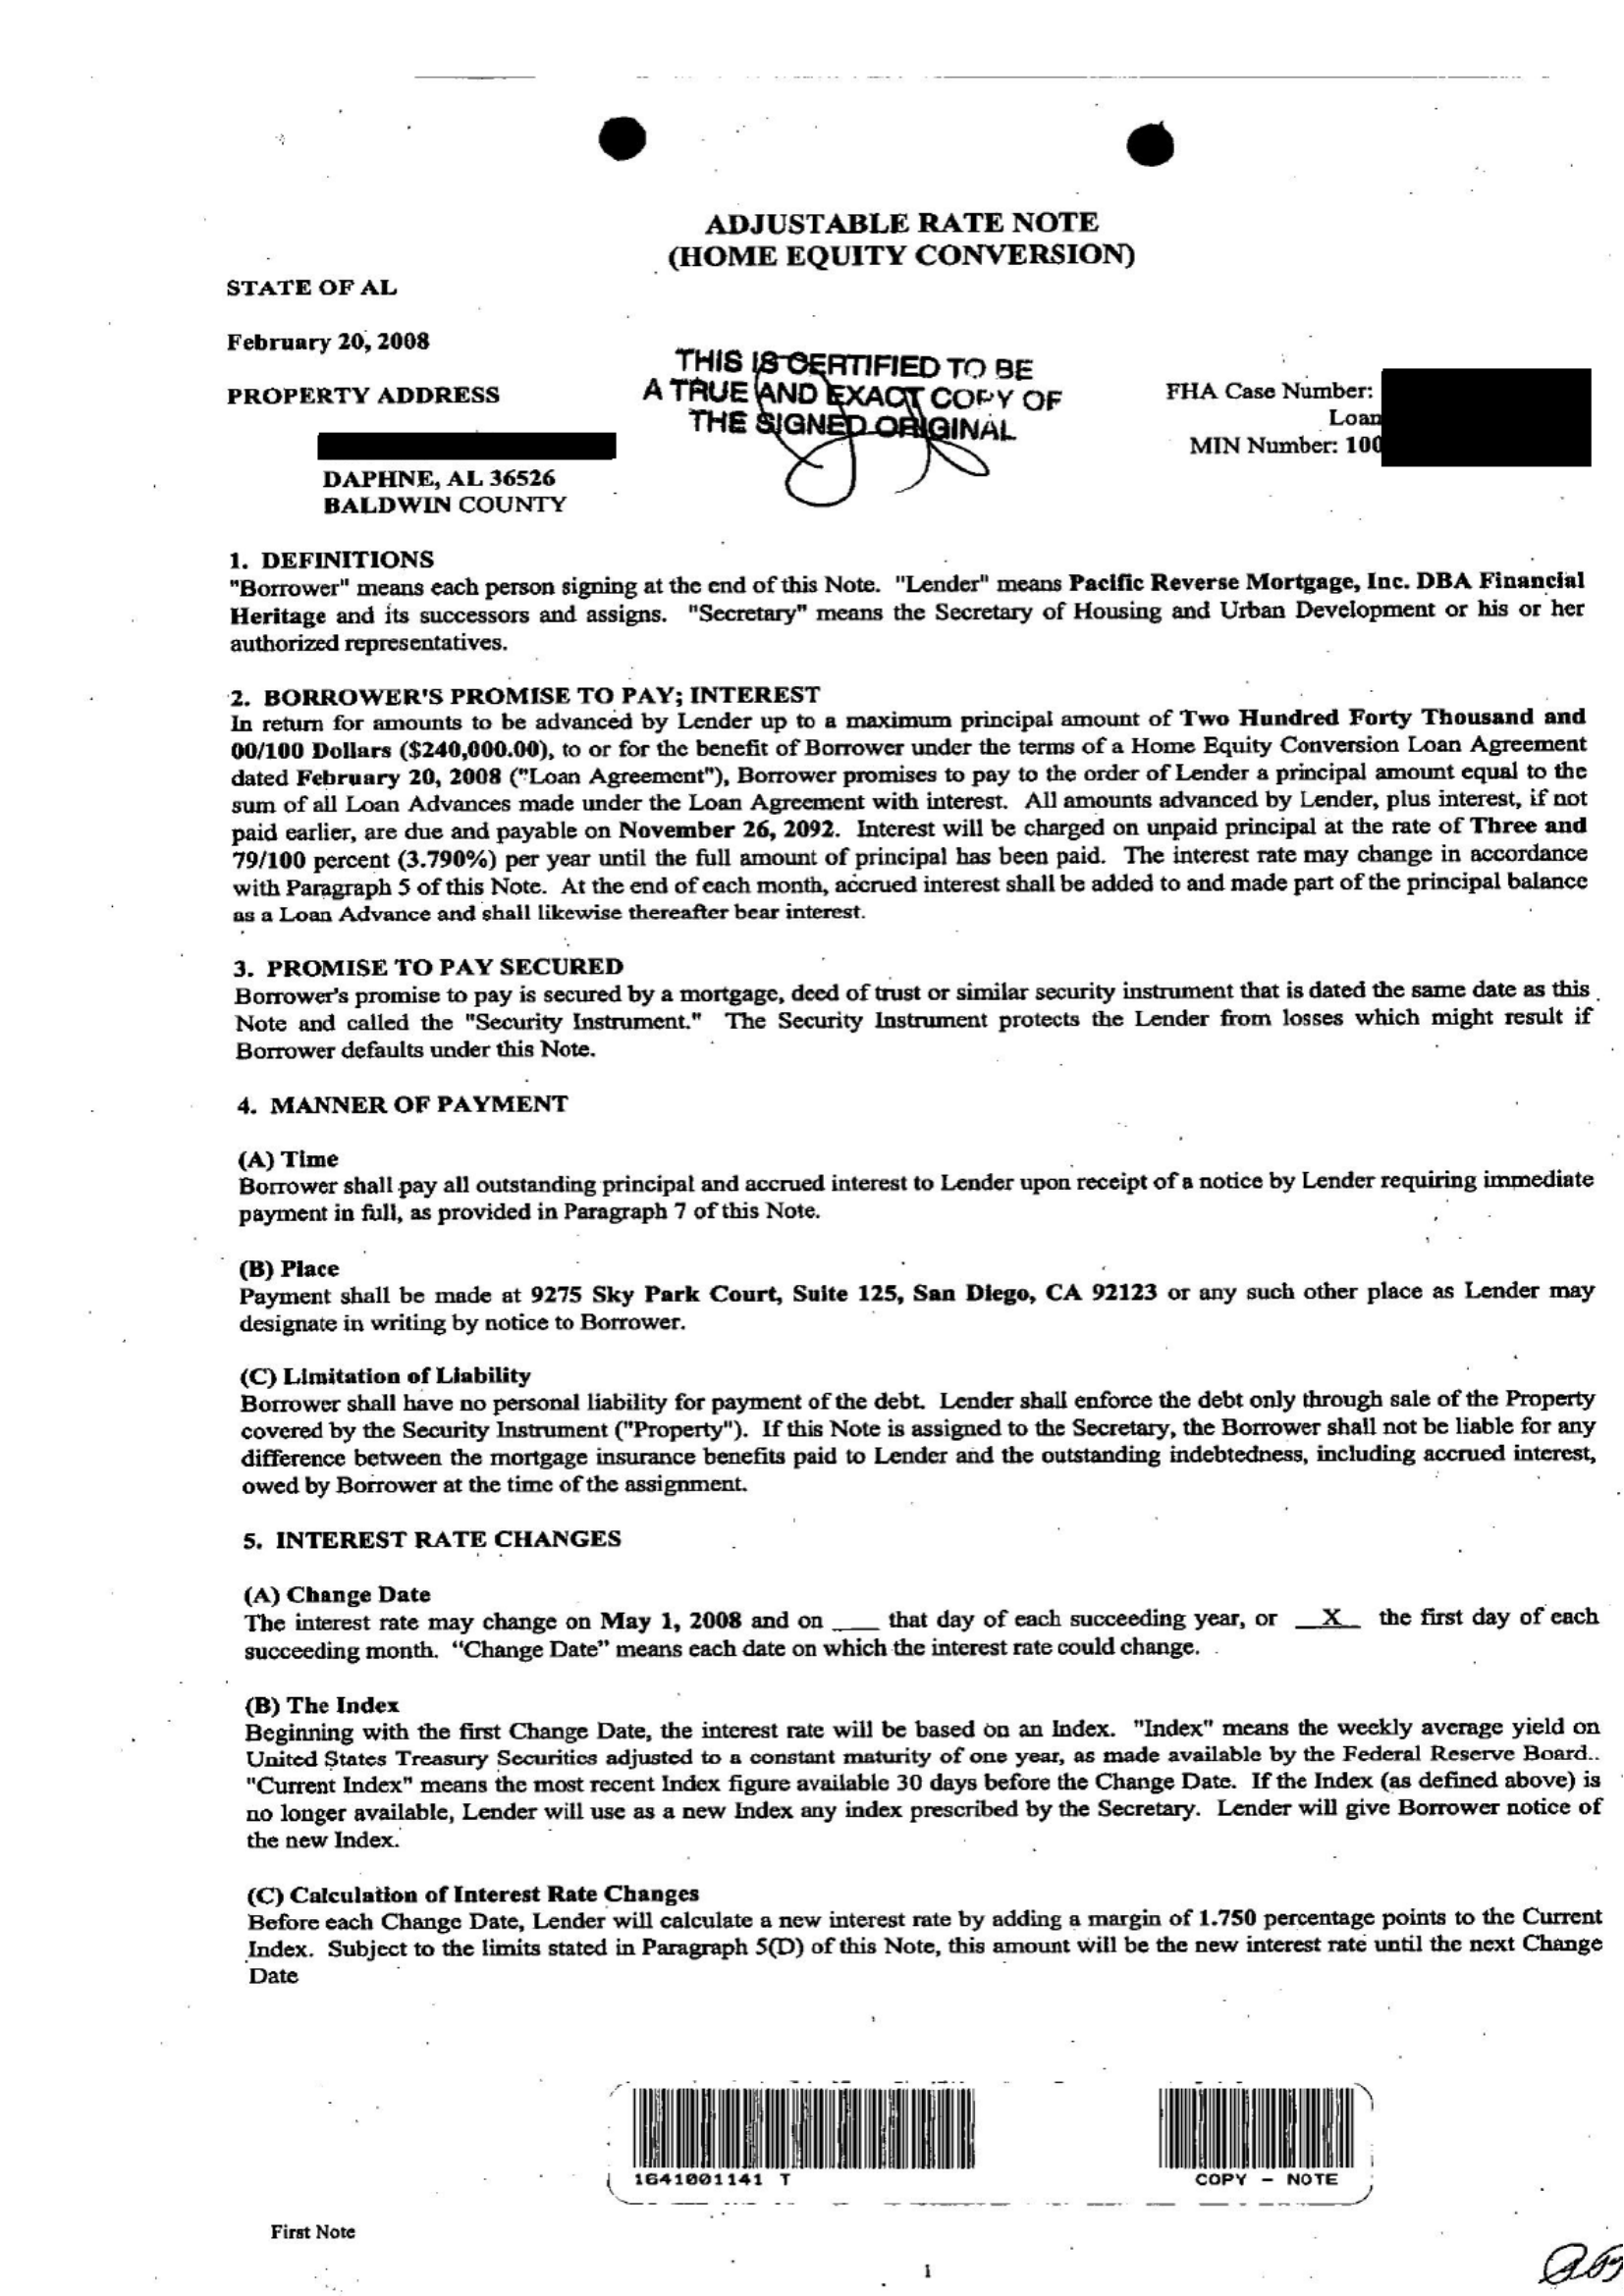 ADJUSTABLE RATE NOTE
(HOME EQUITY CONVERSION)
STATE OF AL
February 20, 2008
THIS IS CERTIFIED TO BE
A TRUE AND EXACT COPY OF
THE SIGNED ORIGINAL
PROPERTY ADDRESS
FHA Case Number:
Loan
MIN Number: 100
DAPHNE, AL 36526
BALDWIN COUNTY
1. DEFINITIONS
"Borrower" means each person signing at the end of this Note. "Lender" means Pacific Reverse Mortgage, Inc. DBA Financial
Heritage and its successors and assigns. "Secretary" means the Secretary of Housing and Urban Development or his or her
authorized representatives.
2. BORROWER'S PROMISE TO PAY; INTEREST
In return for amounts to be advanced by Lender up to a maximum principal amount of Two Hundred Forty Thousand and
00/100 Dollars ($240,000.00), to or for the benefit of Borrower under the terms of a Home Equity Conversion Loan Agreement
dated February 20, 2008 ("Loan Agreement"), Borrower promises to pay to the order of Lender a principal amount equal to the
sum of all Loan Advances made under the Loan Agreement with interest. All amounts advanced by Lender, plus interest, if not
paid earlier, are due and payable on November 26, 2092. Interest will be charged on unpaid principal at the rate of Three and
79/100 percent (3.790%) per year until the full amount of principal has been paid. The interest rate may change in accordance
with Paragraph 5 of this Note. At the end of each month, accrued interest shall be added to and made part of the principal balance
as a Loan Advance and shall likewise thereafter bear interest.
3. PROMISE TO PAY SECURED
Borrower's promise to pay is secured by a mortgage, deed of trust or similar security instrument that is dated the same date as this
Note and called the "Security Instrument." The Security Instrument protects the Lender from losses which might result if
Borrower defaults under this Note.
4. MANNER OF PAYMENT
(A) Time
Borrower shall pay all outstanding principal and accrued interest to Lender upon receipt of a notice by Lender requiring immediate
payment in full, as provided in Paragraph 7 of this Note.
(B) Place
Payment shall be made at 9275 Sky Park Court, Suite 125, San Diego, CA 92123 or any such other place as Lender may
designate in writing by notice to Borrower.
(C) Limitation of Liability
Borrower shall have no personal liability for payment of the debt. Lender shall enforce the debt only through sale of the Property
covered by the Security Instrument ("Property"). If this Note is assigned to the Secretary, the Borrower shall not be liable for any
difference between the mortgage insurance benefits paid to Lender and the outstanding indebtedness, including accrued interest,
owed by Borrower at the time of the assignment.
5. INTEREST RATE CHANGES
(A) Change Date
The interest rate may change on May 1, 2008 and on ___ that day of each succeeding year, or __X__ the first day of each
succeeding month. “Change Date” means each date on which the interest rate could change.
(B) The Index
Beginning with the first Change Date, the interest rate will be based on an Index. "Index" means the weekly average yield on
United States Treasury Securities adjusted to a constant maturity of one year, as made available by the Federal Reserve Board..
"Current Index" means the most recent Index figure available 30 days before the Change Date. If the Index (as defined above) is
no longer available, Lender will use as a new Index any index prescribed by the Secretary. Lender will give Borrower notice of
the new Index.
(C) Calculation of Interest Rate Changes
Before each Change Date, Lender will calculate a new interest rate by adding a margin of 1.750 percentage points to the Current
Index. Subject to the limits stated in Paragraph 5(D) of this Note, this amount will be the new interest rate until the next Change
Date
1641001141 T
COPY - NOTE
First Note
1